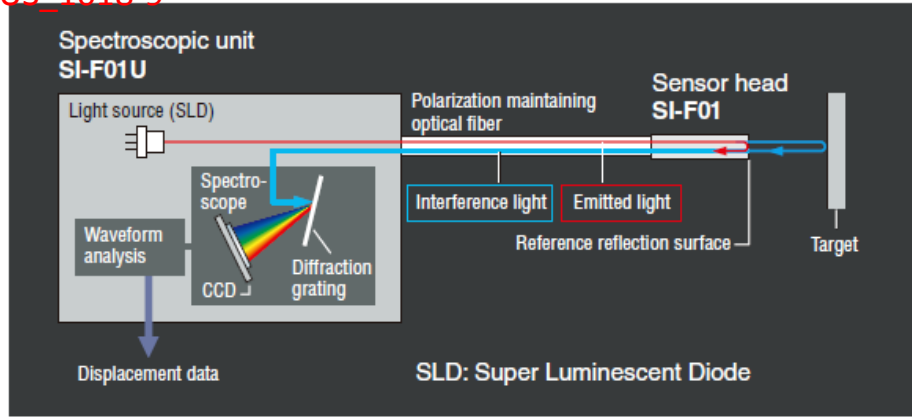 Spectroscopic unit
SI-F01U
Light source (SLD)
Polarization maintaining
optical fiber
Sensor head
SI-F01
Spectro-
scope
Interference light
Emitted light
Waveform
analysis
Reference reflection surface
Target
Diffraction
grating
CCD
Displacement data
SLD: Super Luminescent Diode